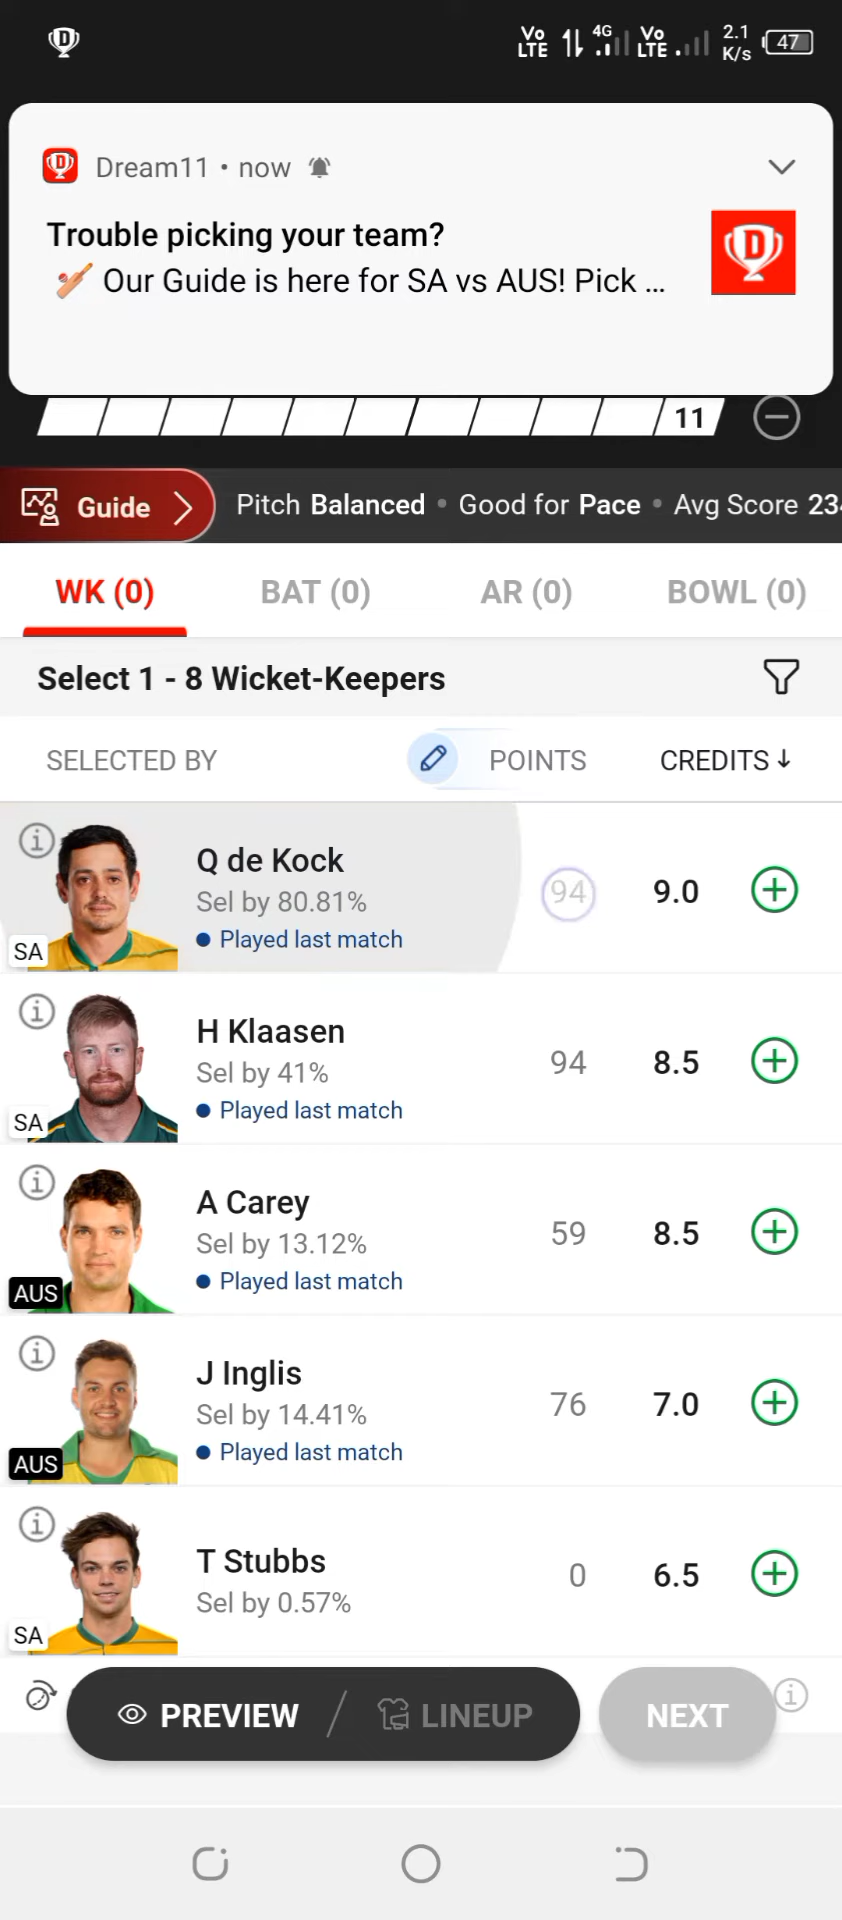 Vo LTE 4G Vo LTE 2.1 K/s 47
Dream11 • now
Trouble picking your team?
Our Guide is here for SA vs AUS! Pick ...
11
Guide Pitch Balanced • Good for Pace • Avg Score
WK (0) BAT (0) AR (0) BOWL (0)
Select 1 - 8 Wicket-Keepers
SELECTED BY POINTS CREDITS
Q de Kock
Sel by 80.81%
94 9.0
Played last match
SA
H Klaasen
Sel by 41%
94 8.5
Played last match
SA
A Carey
Sel by 13.12%
59 8.5
Played last match
AUS
J Inglis
Sel by 14.41%
76 7.0
Played last match
AUS
T Stubbs
Sel by 0.57%
0 6.5
SA
PREVIEW / LINEUP NEXT